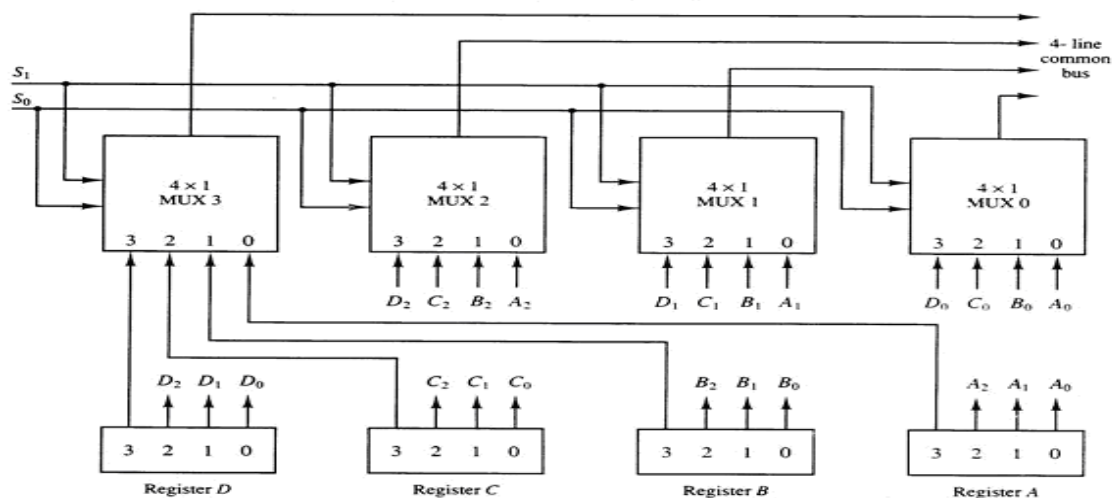 4- line
common
bus
S₁
S₀
4 × 1
MUX 3
3 2 1 0
4 × 1
MUX 2
3 2 1 0
4 × 1
MUX 1
3 2 1 0
4 × 1
MUX 0
3 2 1 0
D₂ C₂ B₂ A₂
D₁ C₁ B₁ A₁
D₀ C₀ B₀ A₀
D₂ D₁ D₀
C₂ C₁ C₀
B₂ B₁ B₀
A₂ A₁ A₀
3 2 1 0
3 2 1 0
3 2 1 0
3 2 1 0
Register D
Register C
Register B
Register A